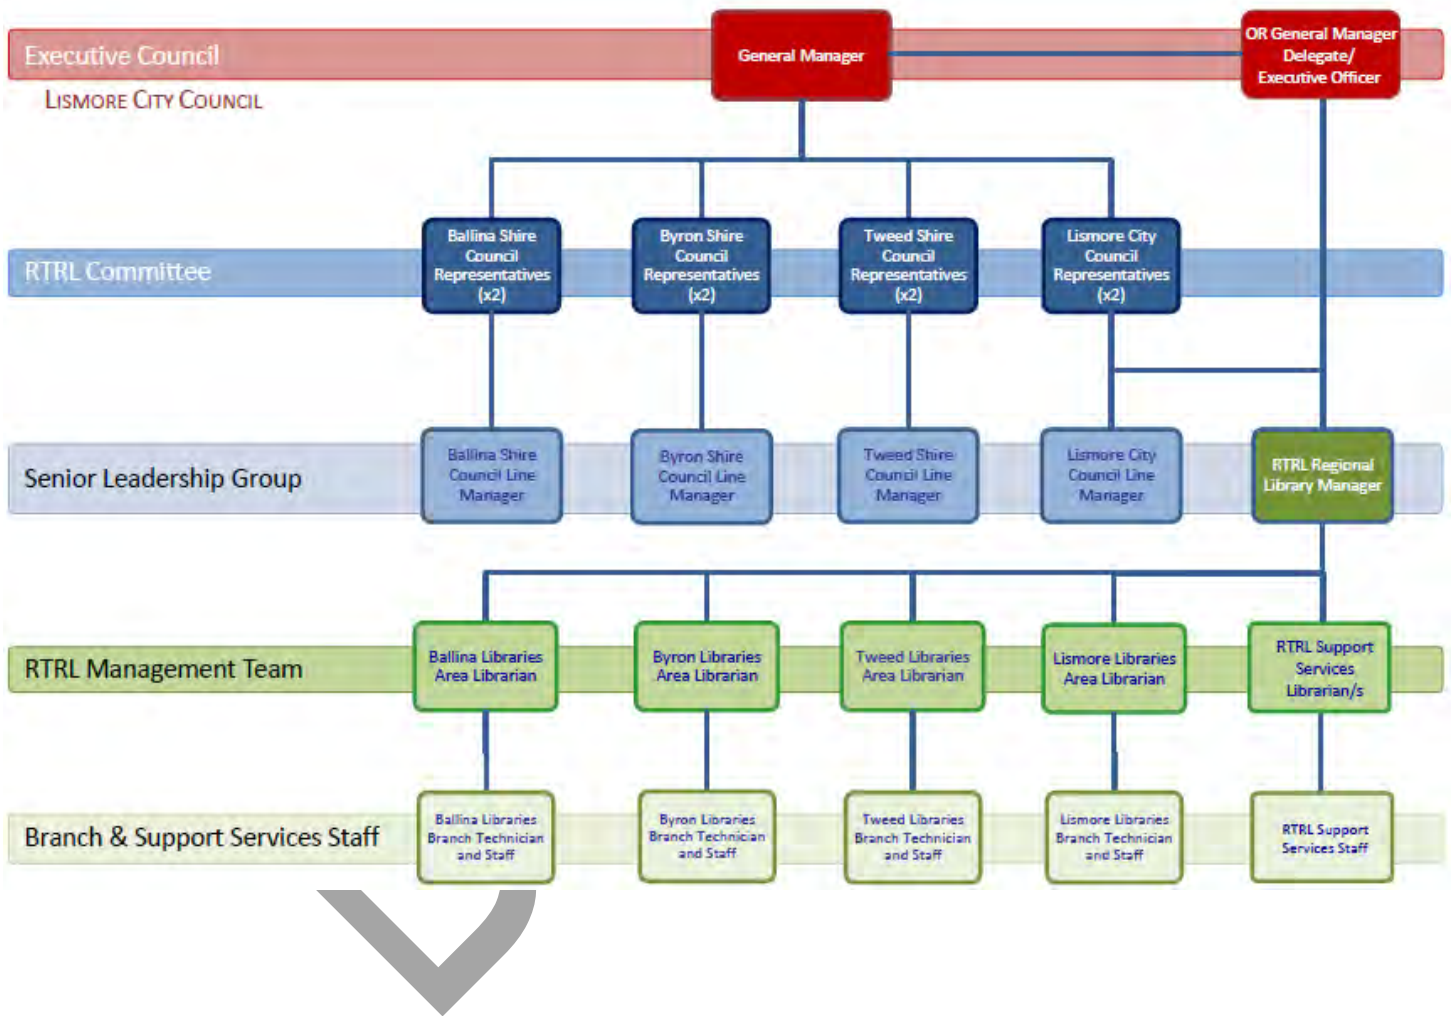 Executive Council
General Manager
OR General Manager
Delegate/
Executive Officer
LISMORE CITY COUNCIL
RTRL Committee
Ballina Shire
Council
Representatives
(x2)
Byron Shire
Council
Representatives
(x2)
Tweed Shire
Council
Representatives
(x2)
Lismore City
Council
Representatives
(x2)
Senior Leadership Group
Ballina Shire
Council Line
Manager
Byron Shire
Council Line
Manager
Tweed Shire
Council Line
Manager
Lismore City
Council Line
Manager
RTRL Regional
Library Manager
RTRL Management Team
Ballina Libraries
Area Librarian
Byron Libraries
Area Librarian
Tweed Libraries
Area Librarian
Lismore Libraries
Area Librarian
RTRL Support
Services
Librarian/s
Branch & Support Services Staff
Ballina Libraries
Branch Technician
and Staff
Byron Libraries
Branch Technician
and Staff
Tweed Libraries
Branch Technician
and Staff
Lismore Libraries
Branch Technician
and Staff
RTRL Support
Services Staff